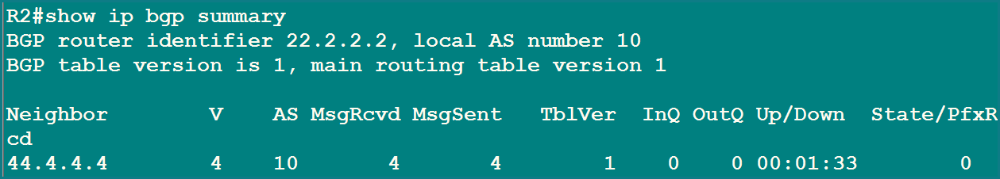 R2#show ip bgp summary
BGP router identifier 22.2.2.2, local AS number 10
BGP table version is 1, main routing table version 1
Neighbor V AS MsgRcvd MsgSent TblVer InQ OutQ Up/Down State/PfxR
cd
44.4.4.4 4 10 4 4 1 0 0 00:01:33 0